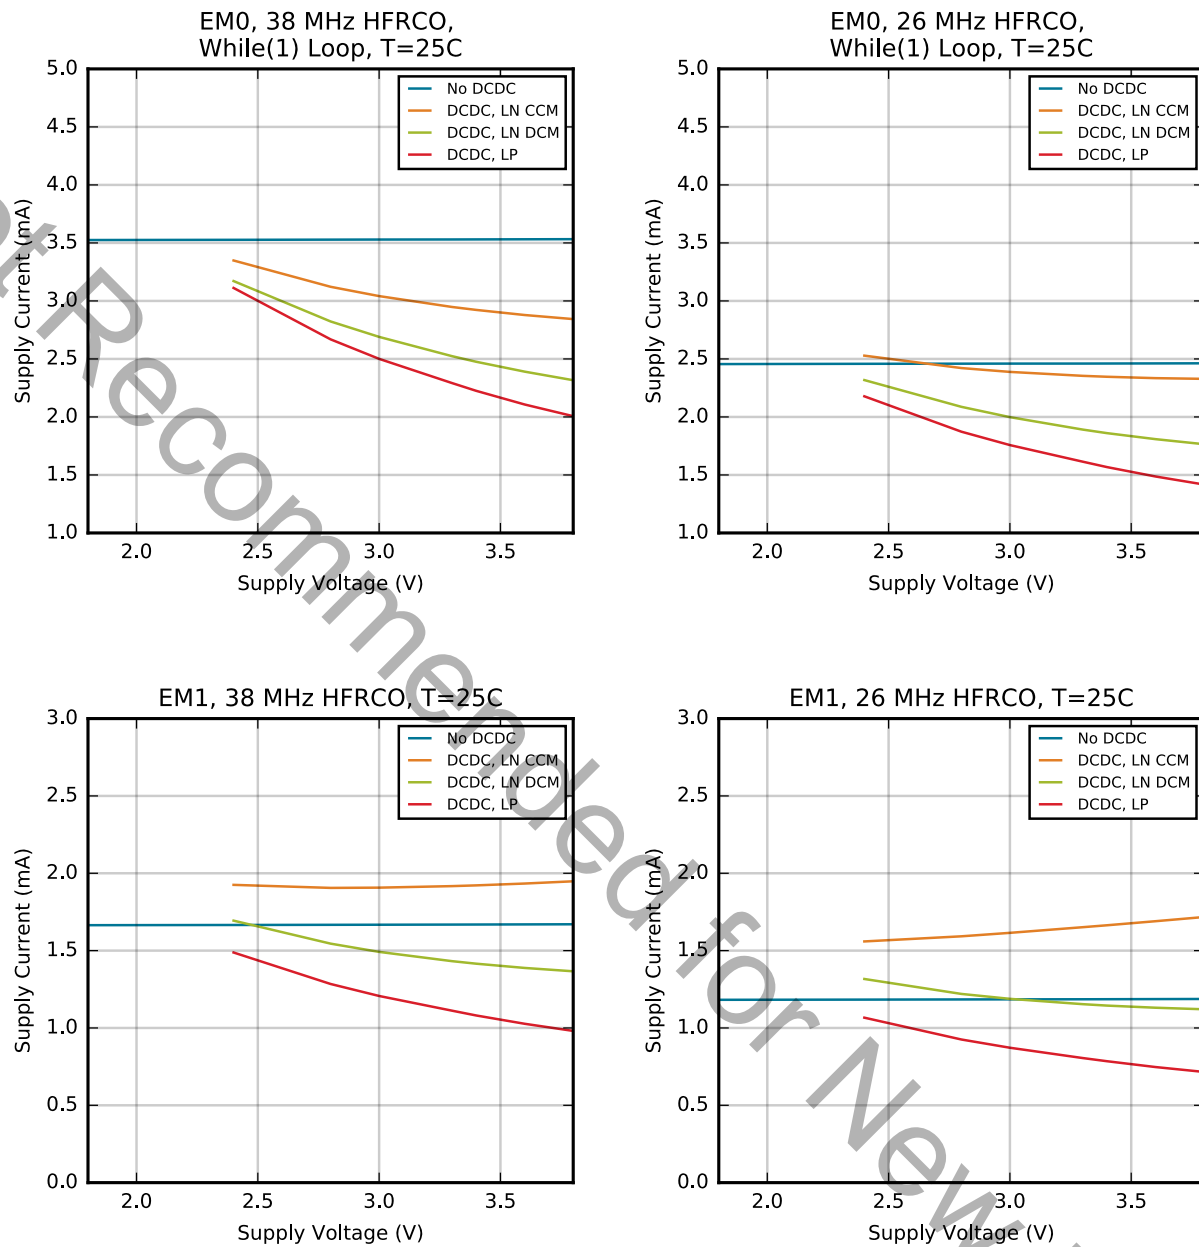 EM0, 38 MHz HFRCO,
While(1) Loop, T=25C
5.0
4.5
4.0
3.5
3.0
2.5
2.0
1.5
1.0
Supply Current (mA)
No DCDC
DCDC, LN CCM
DCDC, LN DCM
DCDC, LP
2.0 2.5 3.0 3.5
Supply Voltage (V)
EM0, 26 MHz HFRCO,
While(1) Loop, T=25C
5.0
4.5
4.0
3.5
3.0
2.5
2.0
1.5
1.0
Supply Current (mA)
No DCDC
DCDC, LN CCM
DCDC, LN DCM
DCDC, LP
2.0 2.5 3.0 3.5
Supply Voltage (V)
EM1, 38 MHz HFRCO, T=25C
3.0
2.5
2.0
1.5
1.0
0.5
0.0
Supply Current (mA)
No DCDC
DCDC, LN CCM
DCDC, LN DCM
DCDC, LP
2.0 2.5 3.0 3.5
Supply Voltage (V)
EM1, 26 MHz HFRCO, T=25C
3.0
2.5
2.0
1.5
1.0
0.5
0.0
Supply Current (mA)
No DCDC
DCDC, LN CCM
DCDC, LN DCM
DCDC, LP
2.0 2.5 3.0 3.5
Supply Voltage (V)
Recommended for New